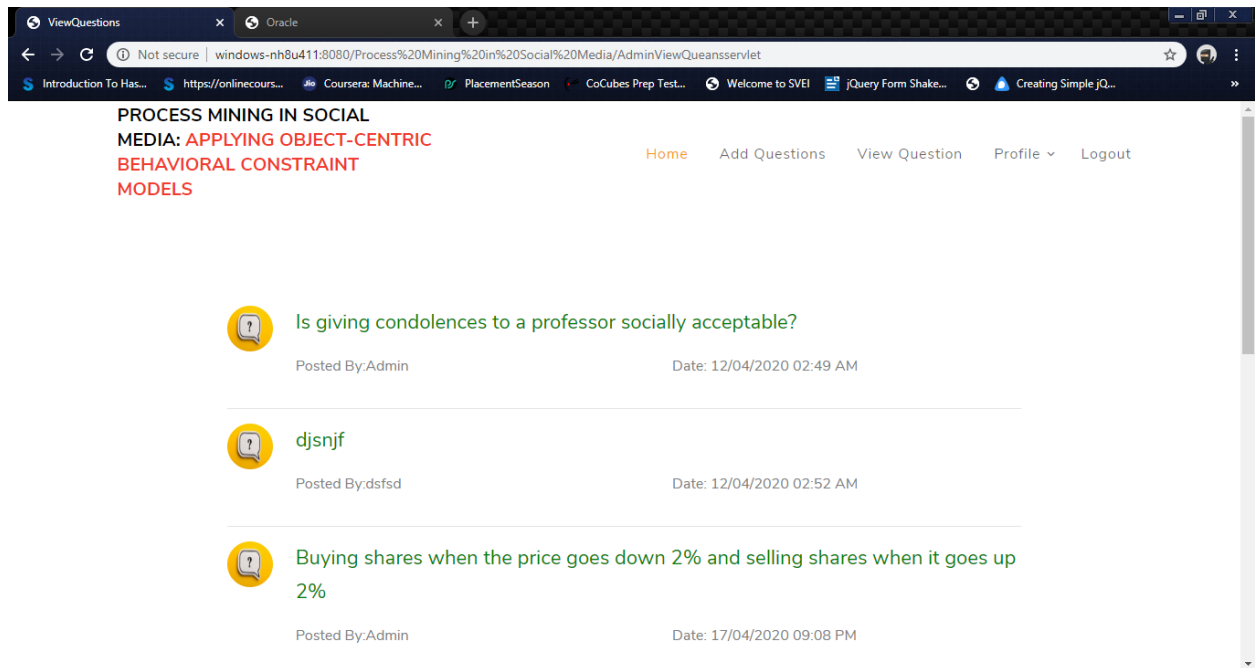 ViewQuestions
Oracle
Not secure | windows-nh8u411:8080/Process%20Mining%20in%20Social%20Media/AdminViewQueansservlet
Introduction To Has... https://onlinecours... Jio Coursera: Machine... PlacementSeason CoCubes Prep Test... Welcome to SVEI jQuery Form Shake... Creating Simple jQ... »
PROCESS MINING IN SOCIAL
MEDIA: APPLYING OBJECT-CENTRIC
BEHAVIORAL CONSTRAINT
MODELS
Home Add Questions View Question Profile Logout
Is giving condolences to a professor socially acceptable?
Posted By:Admin Date: 12/04/2020 02:49 AM
djsnjf
Posted By:dsfsd Date: 12/04/2020 02:52 AM
Buying shares when the price goes down 2% and selling shares when it goes up
2%
Posted By:Admin Date: 17/04/2020 09:08 PM